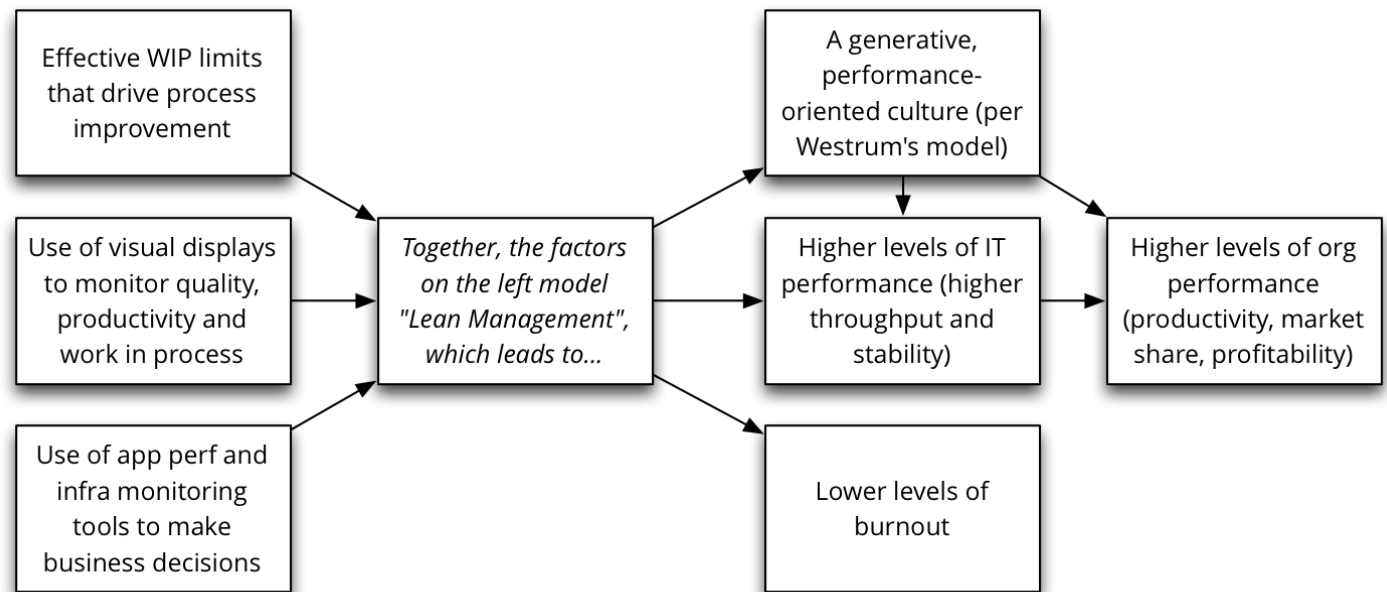 Effective WIP limits
that drive process
improvement
Use of visual displays
to monitor quality,
productivity and
work in process
Use of app perf and
infra monitoring
tools to make
business decisions
Together, the factors
on the left model
"Lean Management",
which leads to...
A generative,
performance-
oriented culture (per
Westrum's model)
Higher levels of IT
performance (higher
throughput and
stability)
Lower levels of
burnout
Higher levels of org
performance
(productivity, market
share, profitability)